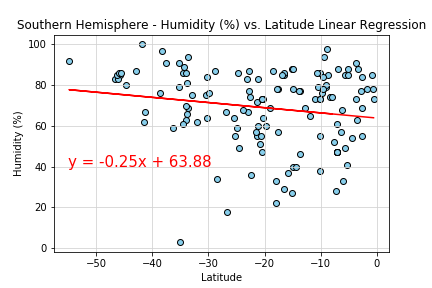 Southern Hemisphere - Humidity (%) vs. Latitude Linear Regression
100
80
60
40
20
0
Humidity (%)
y = -0.25x + 63.88
−50 −40 −30 −20 −10 0
Latitude